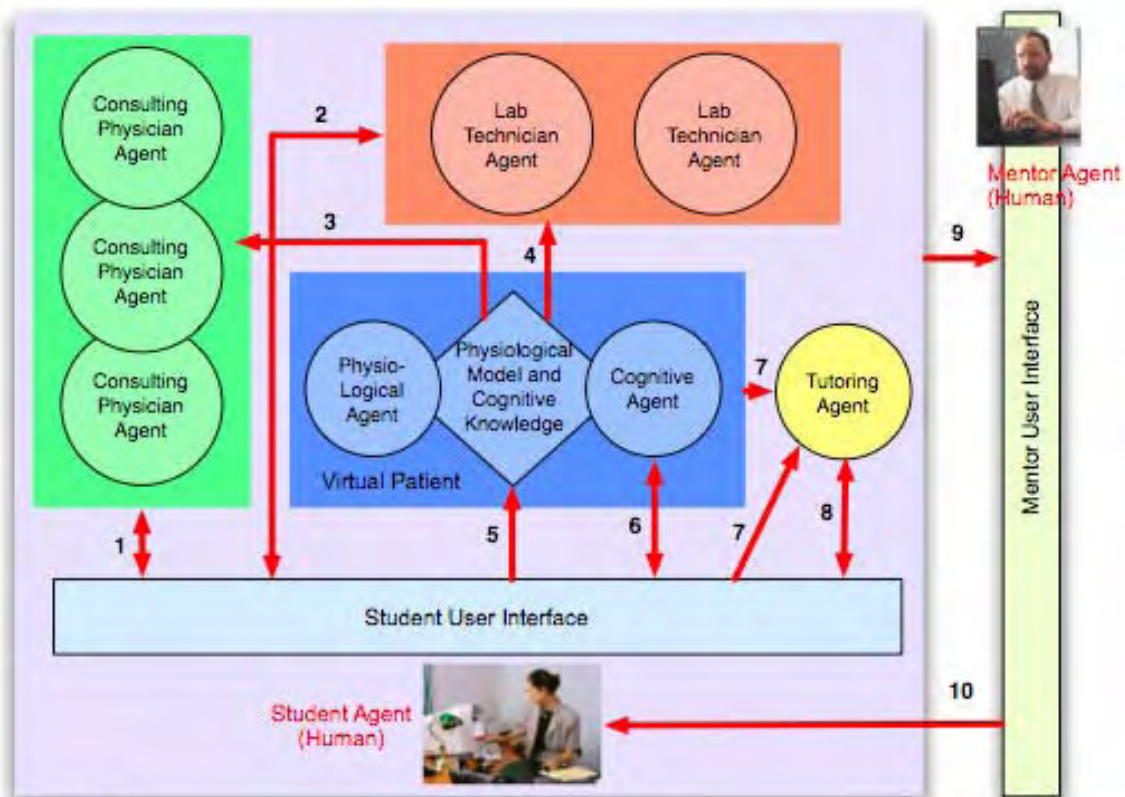 Consulting
Physician
Agent
Consulting
Physician
Agent
Consulting
Physician
Agent
2
Lab
Technician
Agent
Lab
Technician
Agent
Mentor Agent
(Human)
3
4
9
Physio-
Logical
Agent
Physiological
Model and
Cognitive
Knowledge
Cognitive
Agent
7
Tutoring
Agent
Virtual Patient
Mentor User Interface
1
5
6
7
8
Student User Interface
Student Agent
(Human)
10